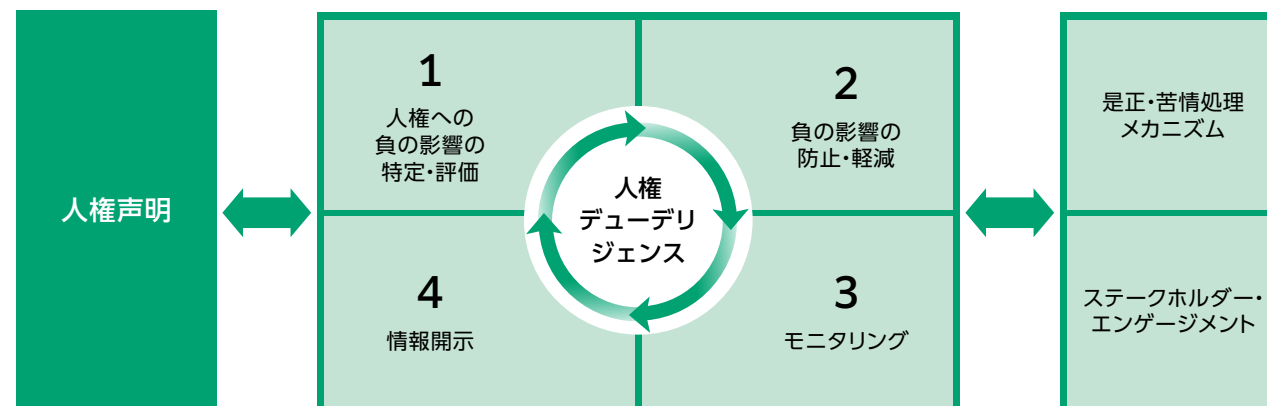 人権声明
1
人権への
負の影響の
特定・評価
2
負の影響の
防止・軽減
人権
デューデリ
ジェンス
4
情報開示
3
モニタリング
是正・苦情処理
メカニズム
ステークホルダー・
エンゲージメント